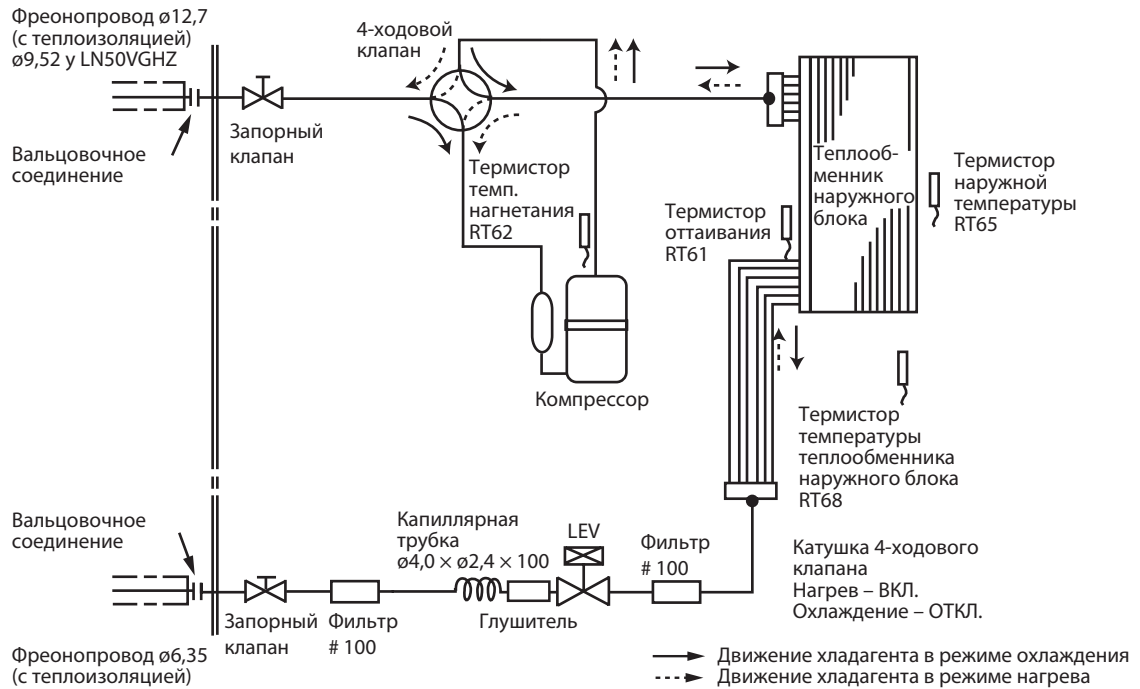 Фреонопровод ø12,7
(с теплоизоляцией)
ø9,52 у LN50VGHZ
Вальцовочное
соединение
Запорный
клапан
4-ходовой
клапан
Термистор
темп.
нагнетания
RT62
Компрессор
Термистор
оттаивания
RT61
Теплооб-
менник
наружного
блока
Термистор
наружной
температуры
RT65
Термистор
температуры
теплообменника
наружного блока
RT68
Вальцовочное
соединение
Фреонопровод ø6,35
(с теплоизоляцией)
Запорный
клапан
Фильтр
# 100
Капиллярная
трубка
ø4,0 × ø2,4 × 100
Глушитель
LEV
Фильтр
# 100
Катушка 4-ходового
клапана
Нагрев – ВКЛ.
Охлаждение – ОТКЛ.
Движение хладагента в режиме охлаждения
Движение хладагента в режиме нагрева